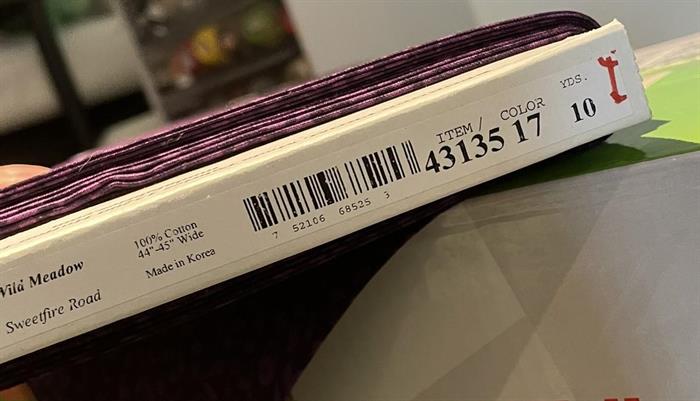 Wild Meadow
Sweetfire Road
100% Cotton
44"-45" Wide
Made in Korea
7 52106 68525 3
ITEM/ COLOR
43135 17
YDS.
10